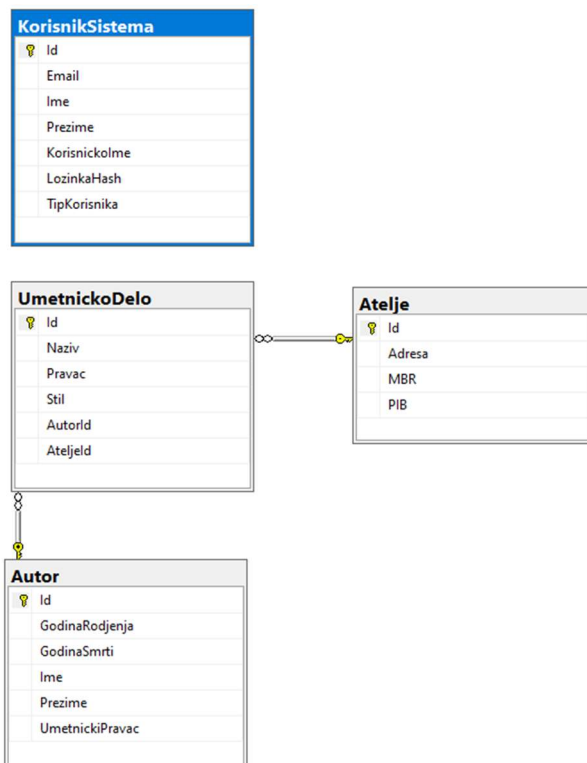 KorisnikSistema
Id
Email
Ime
Prezime
KorisnickoIme
LozinkaHash
TipKorisnika
UmetnickoDelo
Id
Naziv
Pravac
Stil
AutorId
AteljeId
Atelje
Id
Adresa
MBR
PIB
Autor
Id
GodinaRodjenja
GodinaSmrti
Ime
Prezime
UmetnickiPravac